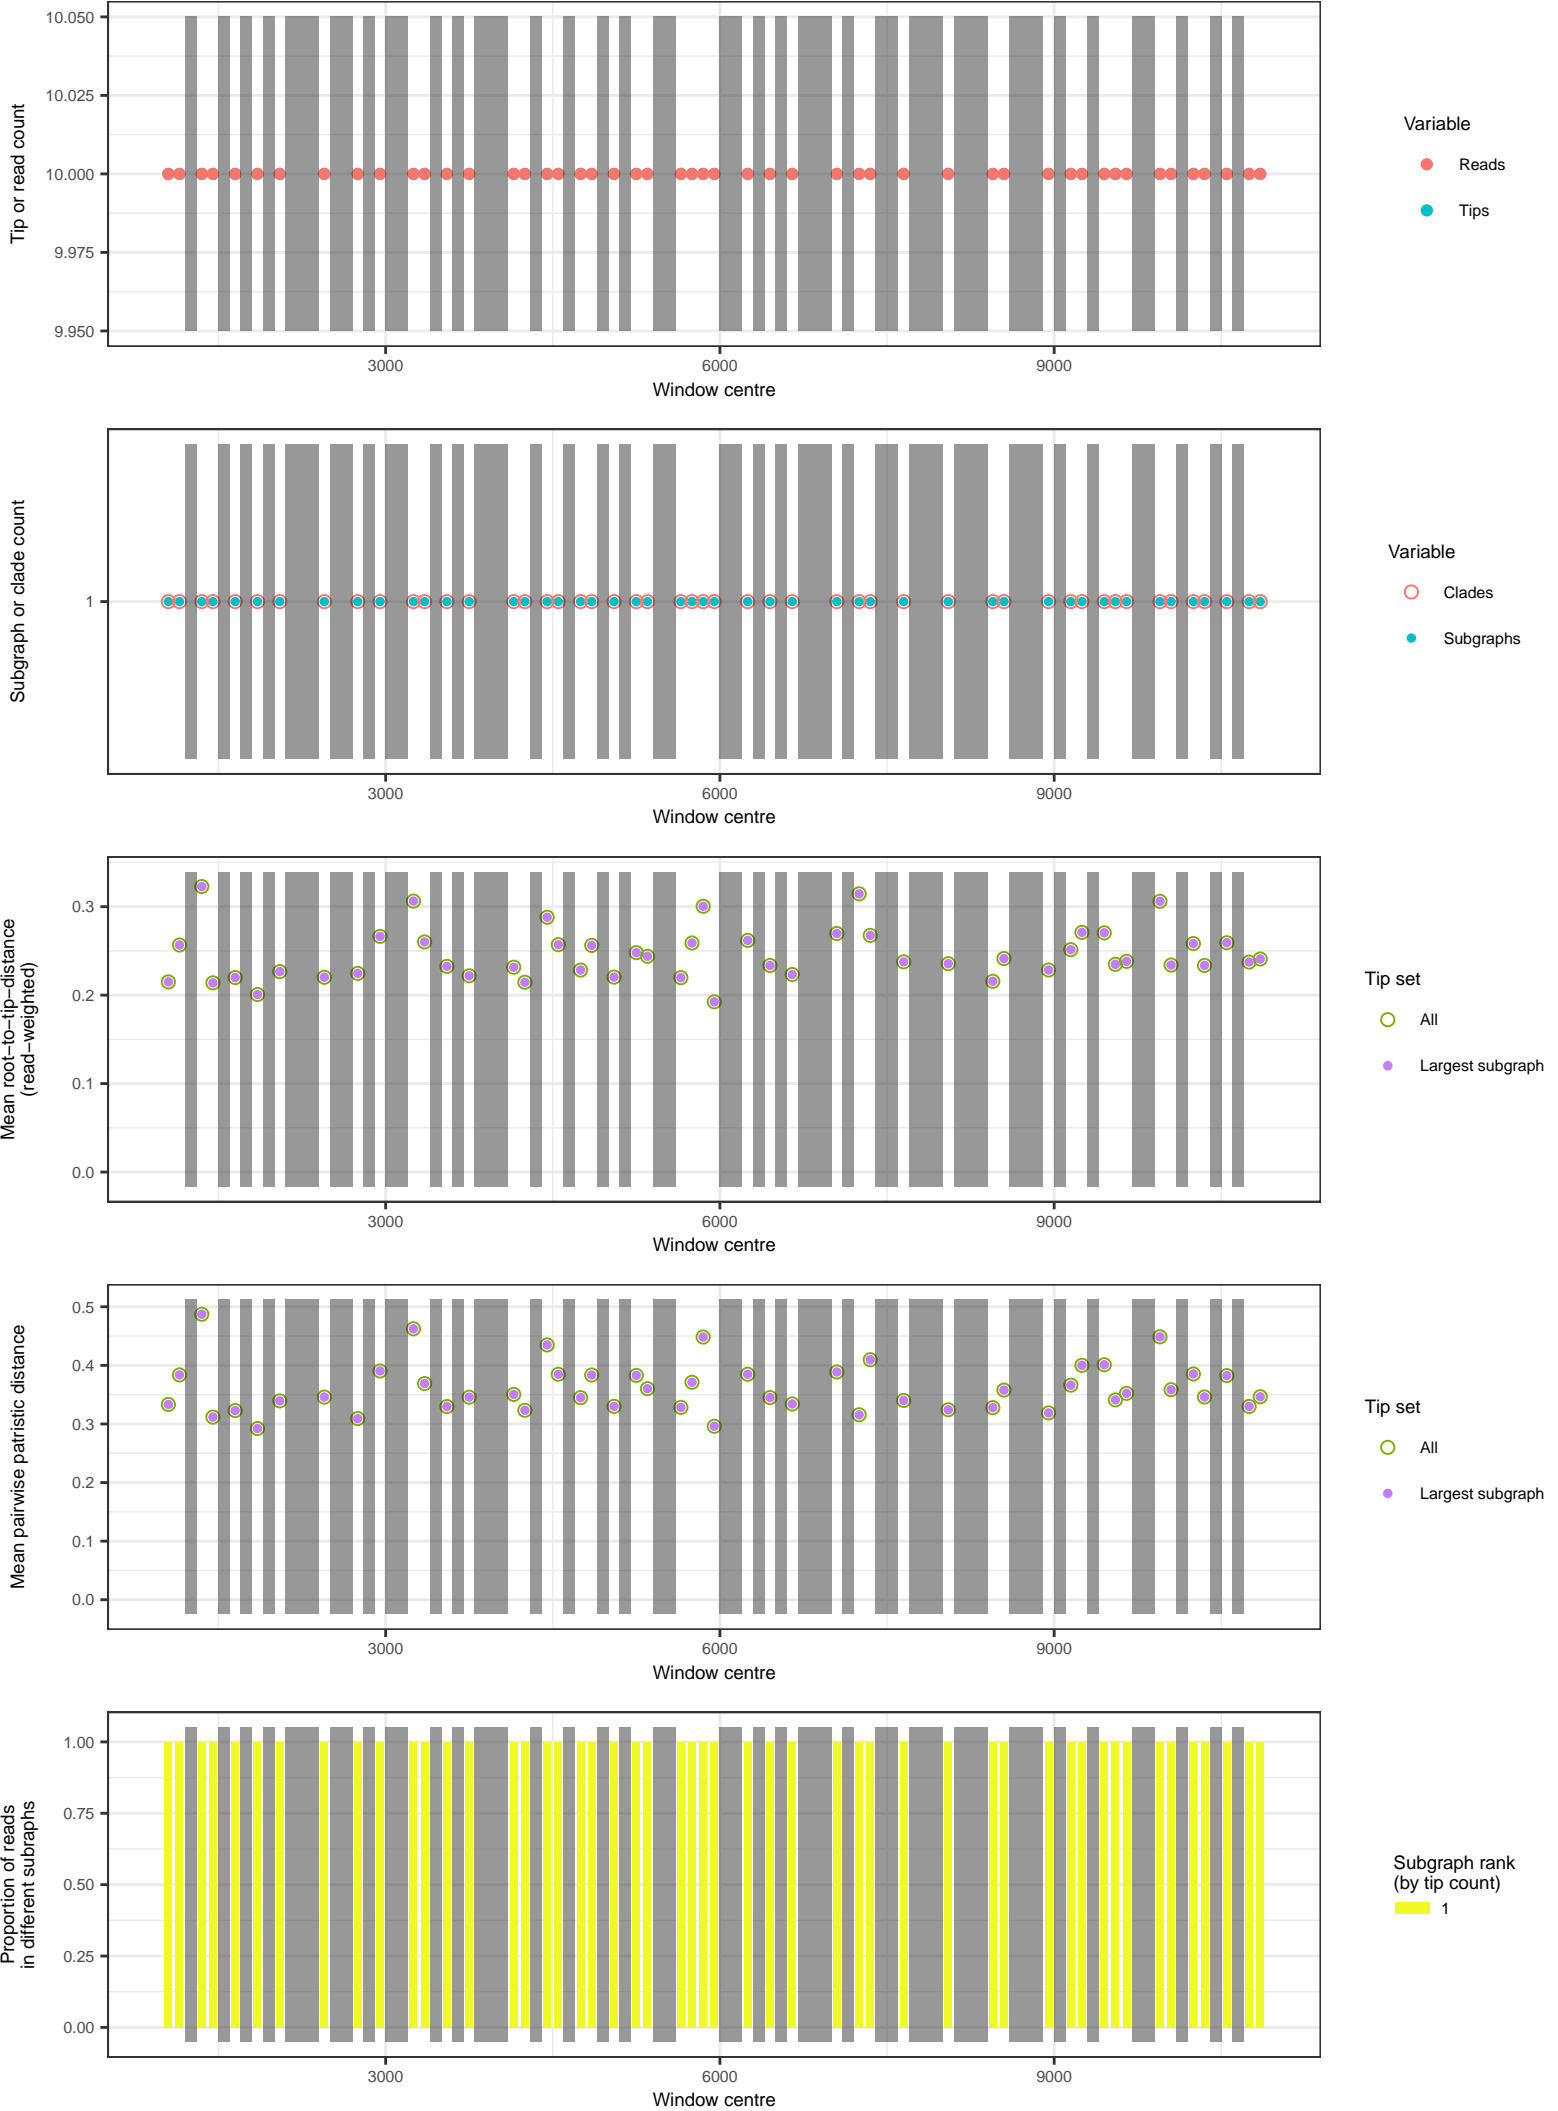 10.050
10.025
10.000
9.975
9.950
Tip or read count
3000
6000
9000
Window centre
Variable
Reads
Tips
1
Subgraph or clade count
3000
6000
9000
Window centre
Variable
Clades
Subgraphs
0.3
0.2
0.1
0.0
Mean root−to−tip−distance
(read−weighted)
3000
6000
9000
Window centre
Tip set
All
Largest subgraph
0.5
0.4
0.3
0.2
0.1
0.0
Mean pairwise patristic distance
3000
6000
9000
Window centre
Tip set
All
Largest subgraph
1.00
0.75
0.50
0.25
0.00
Proportion of reads
in different subraphs
3000
6000
9000
Window centre
Subgraph rank
(by tip count)
1